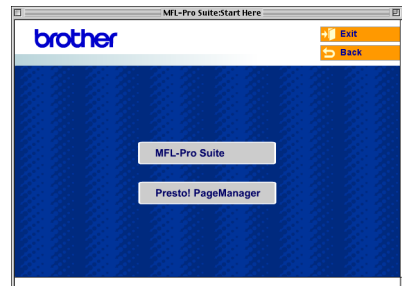 MFL-Pro Suite:Start Here
brother
Exit
Back
MFL-Pro Suite
Presto! PageManager